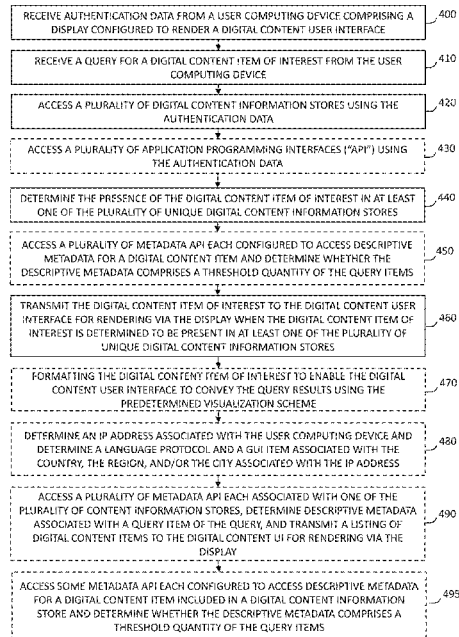 RECEIVE AUTHENTICATION DATA FROM A USER COMPUTING DEVICE COMPRISING A
DISPLAY CONFIGURED TO RENDER A DIGITAL CONTENT USER INTERFACE
400
RECEIVE A QUERY FOR A DIGITAL CONTENT ITEM OF INTEREST FROM THE USER
COMPUTING DEVICE
410
ACCESS A PLURALITY OF DIGITAL CONTENT INFORMATION STORES USING THE
AUTHENTICATION DATA
420
ACCESS A PLURALITY OF APPLICATION PROGRAMMING INTERFACES ("API") USING
THE AUTHENTICATION DATA
430
DETERMINE THE PRESENCE OF THE DIGITAL CONTENT ITEM OF INTEREST IN AT LEAST
ONE OF THE PLURALITY OF UNIQUE DIGITAL CONTENT INFORMATION STORES
440
ACCESS A PLURALITY OF METADATA API EACH CONFIGURED TO ACCESS DESCRIPTIVE
METADATA FOR A DIGITAL CONTENT ITEM AND DETERMINE WHETHER THE
DESCRIPTIVE METADATA COMPRISES A THRESHOLD QUANTITY OF THE QUERY ITEMS
450
TRANSMIT THE DIGITAL CONTENT ITEM OF INTEREST TO THE DIGITAL CONTENT USER
INTERFACE FOR RENDERING VIA THE DISPLAY WHEN THE DIGITAL CONTENT ITEM OF
INTEREST IS DETERMINED TO BE PRESENT IN AT LEAST ONE OF THE PLURALITY OF
UNIQUE DIGITAL CONTENT INFORMATION STORES
460
FORMATTING THE DIGITAL CONTENT ITEM OF INTEREST TO ENABLE THE DIGITAL
CONTENT USER INTERFACE TO CONVEY THE QUERY RESULTS USING THE
PREDETERMINED VISUALIZATION SCHEME
470
DETERMINE AN IP ADDRESS ASSOCIATED WITH THE USER COMPUTING DEVICE AND
DETERMINE A LANGUAGE PROTOCOL AND A GUI ITEM ASSOCIATED WITH THE
COUNTRY, THE REGION, AND/OR THE CITY ASSOCIATED WITH THE IP ADDRESS
480
ACCESS A PLURALITY OF METADATA API EACH ASSOCIATED WITH ONE OF THE
PLURALITY OF CONTENT INFORMATION STORES, DETERMINE DESCRIPTIVE METADATA
ASSOCIATED WITH A QUERY ITEM OF THE QUERY, AND TRANSMIT A LISTING OF
DIGITAL CONTENT ITEMS TO THE DIGITAL CONTENT UI FOR RENDERING VIA THE
DISPLAY
490
ACCESS SOME METADATA API EACH CONFIGURED TO ACCESS DESCRIPTIVE METADATA
FOR A DIGITAL CONTENT ITEM INCLUDED IN A DIGITAL CONTENT INFORMATION
STORE AND DETERMINE WHETHER THE DESCRIPTIVE METADATA COMPRISES A
THRESHOLD QUANTITY OF THE QUERY ITEMS
495